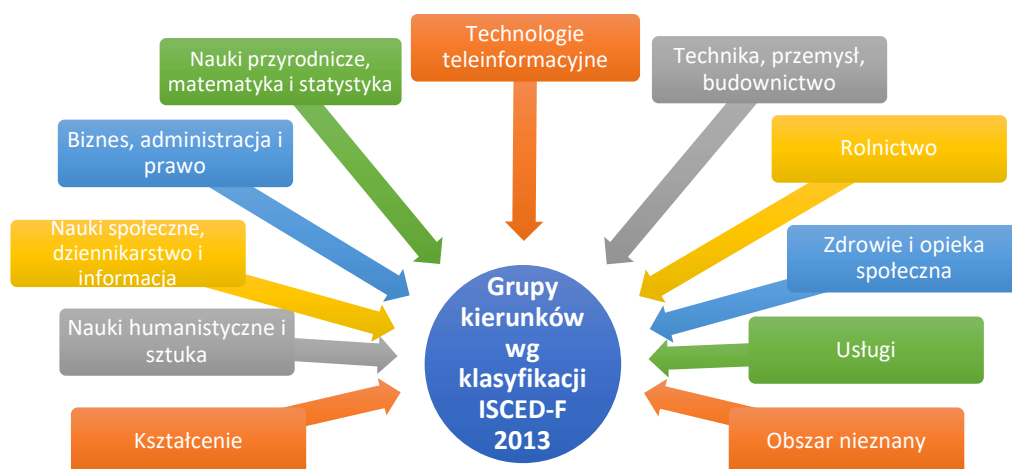 Technologie
teleinformacyjne
Nauki przyrodnicze,
matematyka i statystyka
Technika, przemysł,
budownictwo
Biznes, administracja i
prawo
Rolnictwo
Nauki społeczne,
dziennikarstwo i
informacja
Zdrowie i opieka
społeczna
Nauki humanistyczne i
sztuka
Usługi
Kształcenie
Obszar nieznany
Grupy
kierunków
wg
klasyfikacji
ISCED-F
2013